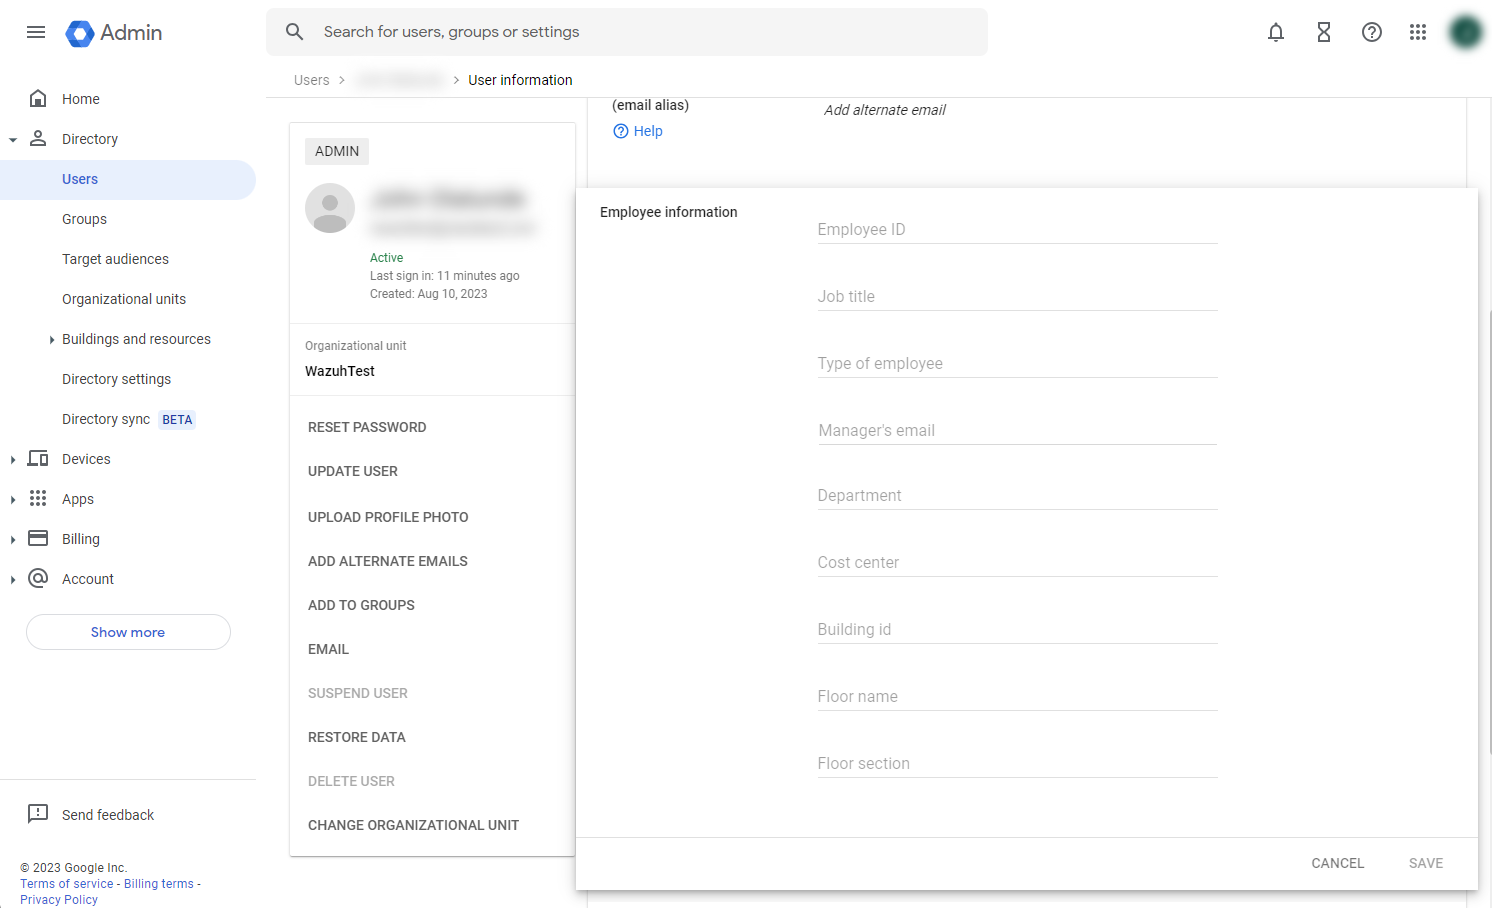 Admin
Search for users, groups or settings
Users
User information
Home
Directory
Users
Groups
Target audiences
Organizational units
Buildings and resources
Directory settings
Directory sync BETA
Devices
Apps
Billing
Account
Show more
Send feedback
© 2023 Google Inc.
Terms of service - Billing terms -
Privacy Policy
ADMIN
Active
Last sign in: 11 minutes ago
Created: Aug 10, 2023
Organizational unit
WazuhTest
RESET PASSWORD
UPDATE USER
UPLOAD PROFILE PHOTO
ADD ALTERNATE EMAILS
ADD TO GROUPS
EMAIL
SUSPEND USER
RESTORE DATA
DELETE USER
CHANGE ORGANIZATIONAL UNIT
(email alias)
Add alternate email
Help
Employee information
Employee ID
Job title
Type of employee
Manager's email
Department
Cost center
Building id
Floor name
Floor section
CANCEL
SAVE